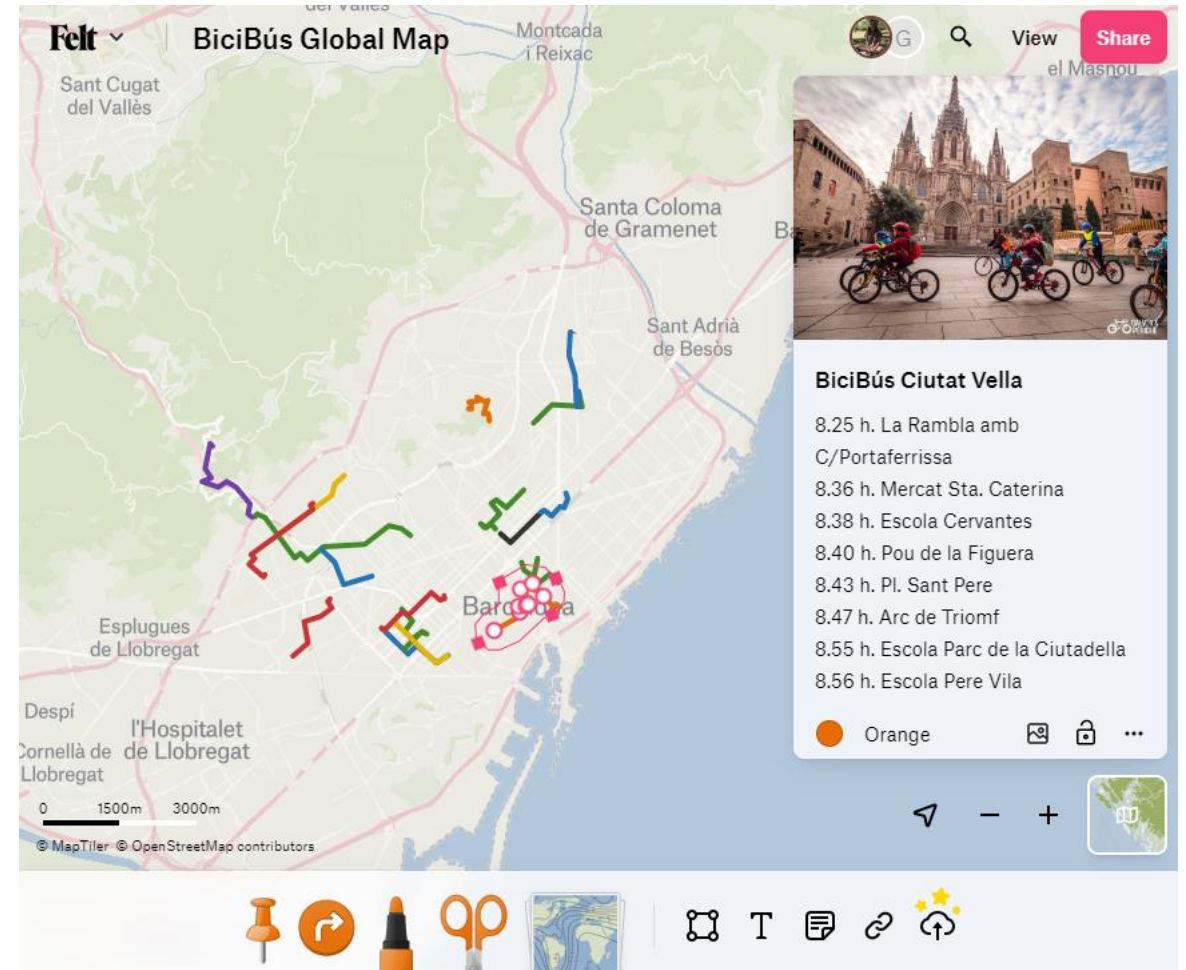 del Vallès
Felt
BiciBús Global Map
Montcada
i Reixac
G
View
Share
el Masnou
Sant Cugat
del Vallès
Santa Coloma
de Gramenet
Sant Adrià
de Besòs
BiciBús Ciutat Vella
8.25 h. La Rambla amb
C/Portaferrissa
8.36 h. Mercat Sta. Caterina
8.38 h. Escola Cervantes
8.40 h. Pou de la Figuera
8.43 h. Pl. Sant Pere
8.47 h. Arc de Triomf
8.55 h. Escola Parc de la Ciutadella
8.56 h. Escola Pere Vila
Orange
Barcelona
Esplugues
de Llobregat
Despí
l'Hospitalet
de Llobregat
Cornellà de
Llobregat
0 1500m 3000m
© MapTiler © OpenStreetMap contributors
T